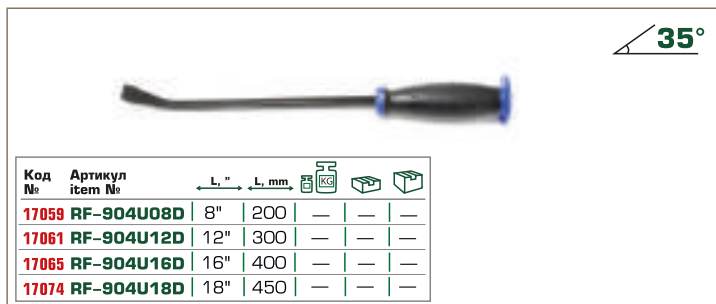 35°
Код № Артикул item № L, ” L, mm KG
17059 RF-904U08D 8" 200 — — —
17061 RF-904U12D 12" 300 — — —
17065 RF-904U16D 16" 400 — — —
17074 RF-904U18D 18" 450 — — —